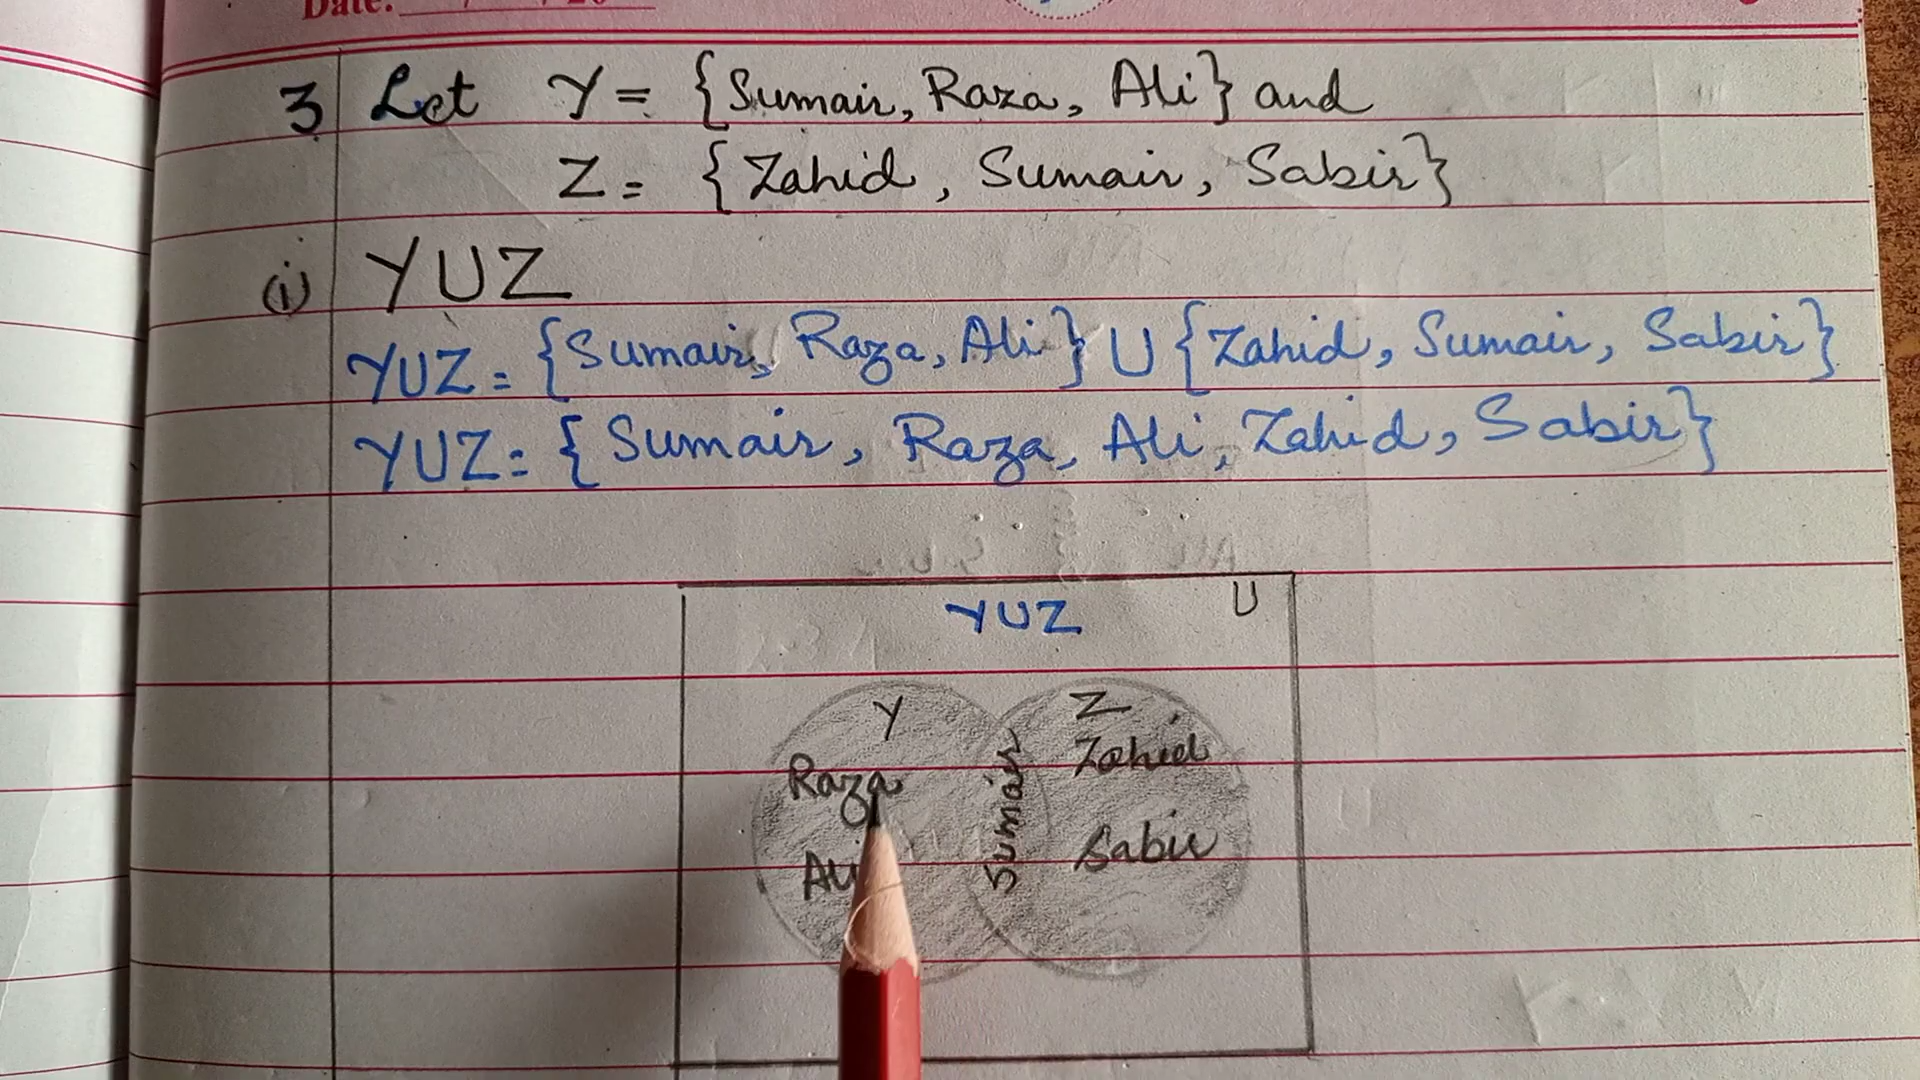 Date:
3 Let Y = {Sumair, Raza, Ali} and
Z = {Zahid, Sumair, Sabir}
(i) YUZ
YUZ = {Sumair, Raza, Ali} U {Zahid, Sumair, Sabir}
YUZ = {Sumair, Raza, Ali, Zahid, Sabir}
YUZ U
Y Z
Raza Sumair Zahid
Ali Sabir